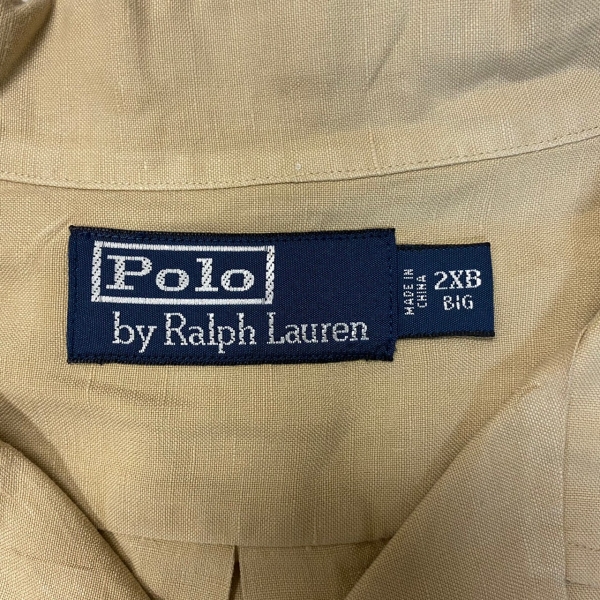 Polo
by Ralph Lauren
MADE IN
CHINA
2XB
BIG